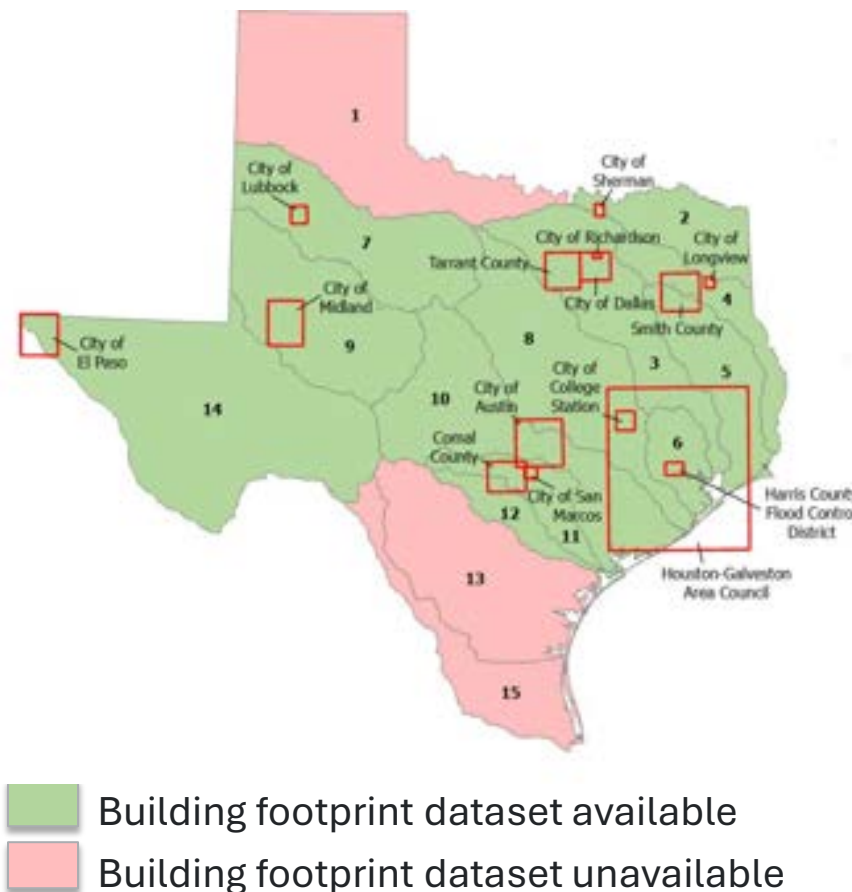 1
City of
Lubbock
City of
Sherman
2
7
City of Richardson
City of
Longview
Tarrant County
City of
Midland
City of Dallas
4
Smith County
City of
El Paso
9
8
3
5
City of
College
Station
14
10
City of
Austin
6
Comal
County
City of San
Marcos
12
11
Harris County
Flood Control
District
Houston-Galveston
Area Council
13
15
Building footprint dataset available
Building footprint dataset unavailable